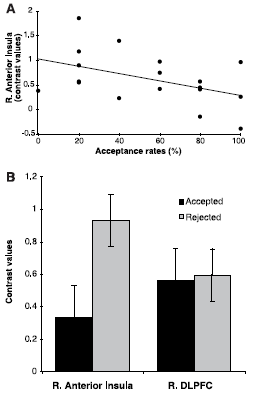 A
R. Anterior Insula
(contrast values)
2
1.5
1
0.5
0
-0.5
0
20
40
60
80
100
Acceptance rates (%)
B
Contrast values
1,2
1
0.8
0.6
0.4
0.2
0
Accepted
Rejected
R. Anterior Insula
R. DLPFC